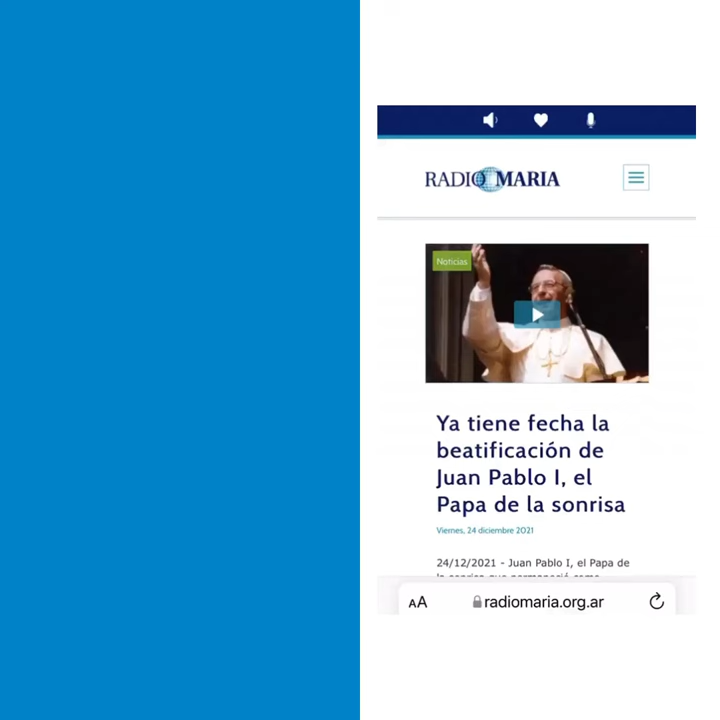 RADIO MARIA
Noticias
Ya tiene fecha la
beatificación de
Juan Pablo I, el
Papa de la sonrisa
Viernes, 24 diciembre 2021
24/12/2021 - Juan Pablo I, el Papa de
AA radiomaria.org.ar